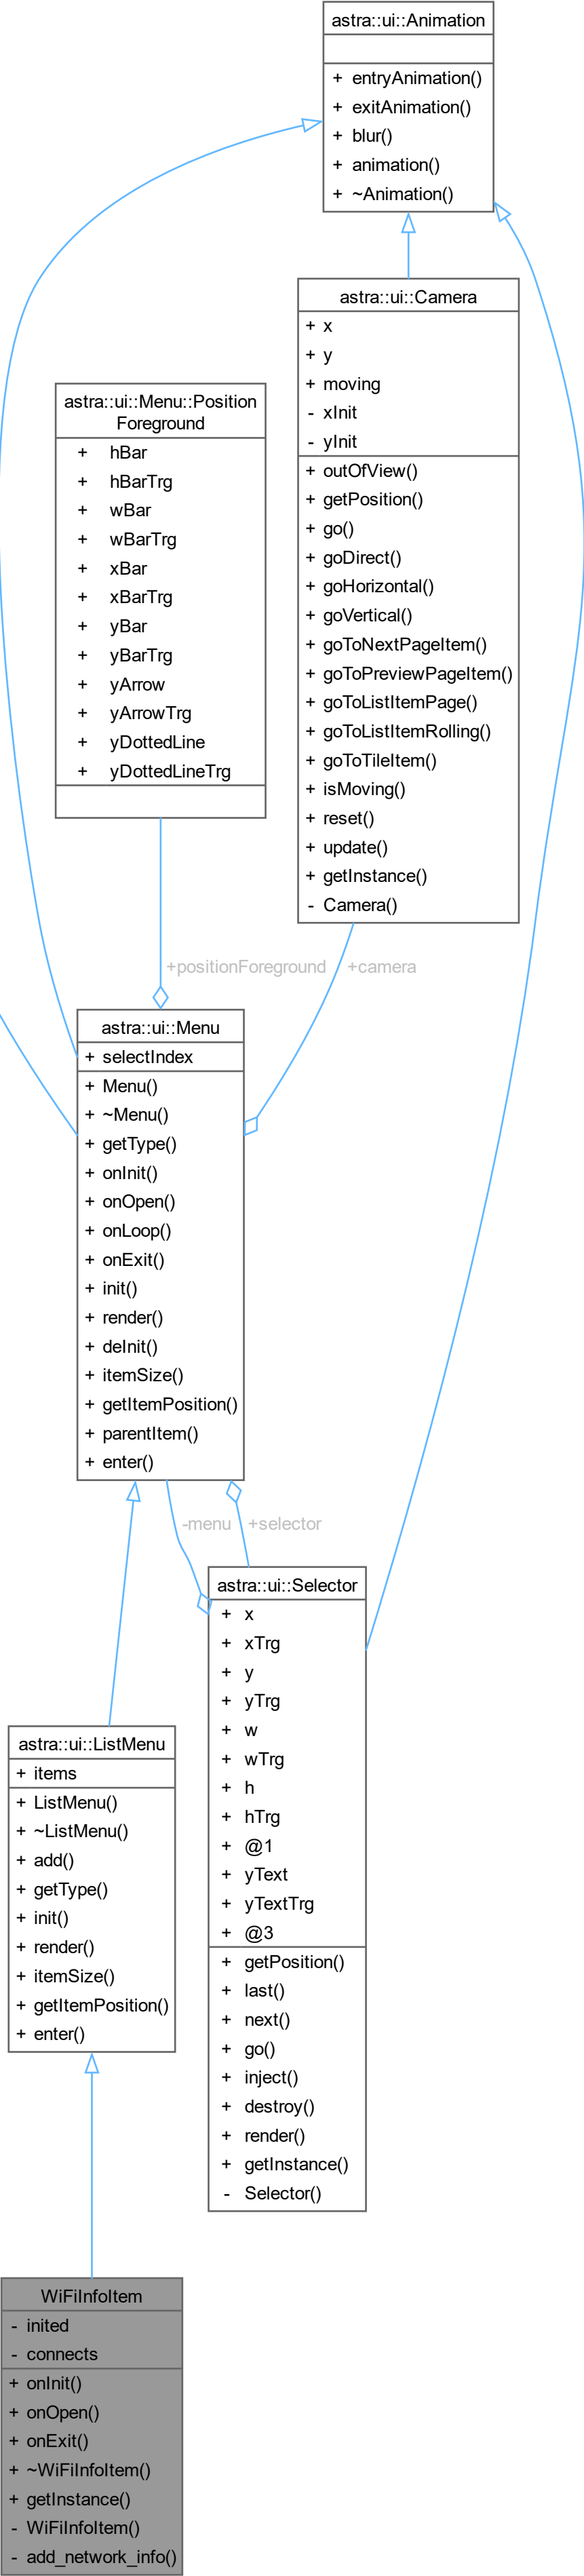 astra::ui::Animation
+ entryAnimation()
+ exitAnimation()
+ blur()
+ animation()
+ ~Animation()
astra::ui::Camera
+ x
+ y
+ moving
- xInit
- yInit
+ outOfView()
+ getPosition()
+ go()
+ goDirect()
+ goHorizontal()
+ goVertical()
+ goToNextPageItem()
+ goToPreviewPageItem()
+ goToListItemPage()
+ goToListItemRolling()
+ goToTileItem()
+ isMoving()
+ reset()
+ update()
+ getInstance()
- Camera()
astra::ui::Menu::Position
Foreground
+ hBar
+ hBarTrg
+ wBar
+ wBarTrg
+ xBar
+ xBarTrg
+ yBar
+ yBarTrg
+ yArrow
+ yArrowTrg
+ yDottedLine
+ yDottedLineTrg
+positionForeground
+camera
astra::ui::Menu
+ selectIndex
+ Menu()
+ ~Menu()
+ getType()
+ onInit()
+ onOpen()
+ onLoop()
+ onExit()
+ init()
+ render()
+ deInit()
+ itemSize()
+ getItemPosition()
+ parentItem()
+ enter()
-menu
+selector
astra::ui::Selector
+ x
+ xTrg
+ y
+ yTrg
+ w
+ wTrg
+ h
+ hTrg
+ @1
+ yText
+ yTextTrg
+ @3
+ getPosition()
+ last()
+ next()
+ go()
+ inject()
+ destroy()
+ render()
+ getInstance()
- Selector()
astra::ui::ListMenu
+ items
+ ListMenu()
+ ~ListMenu()
+ add()
+ getType()
+ init()
+ render()
+ itemSize()
+ getItemPosition()
+ enter()
WiFiInfoItem
- inited
- connects
+ onInit()
+ onOpen()
+ onExit()
+ ~WiFiInfoItem()
+ getInstance()
- WiFiInfoItem()
- add_network_info()